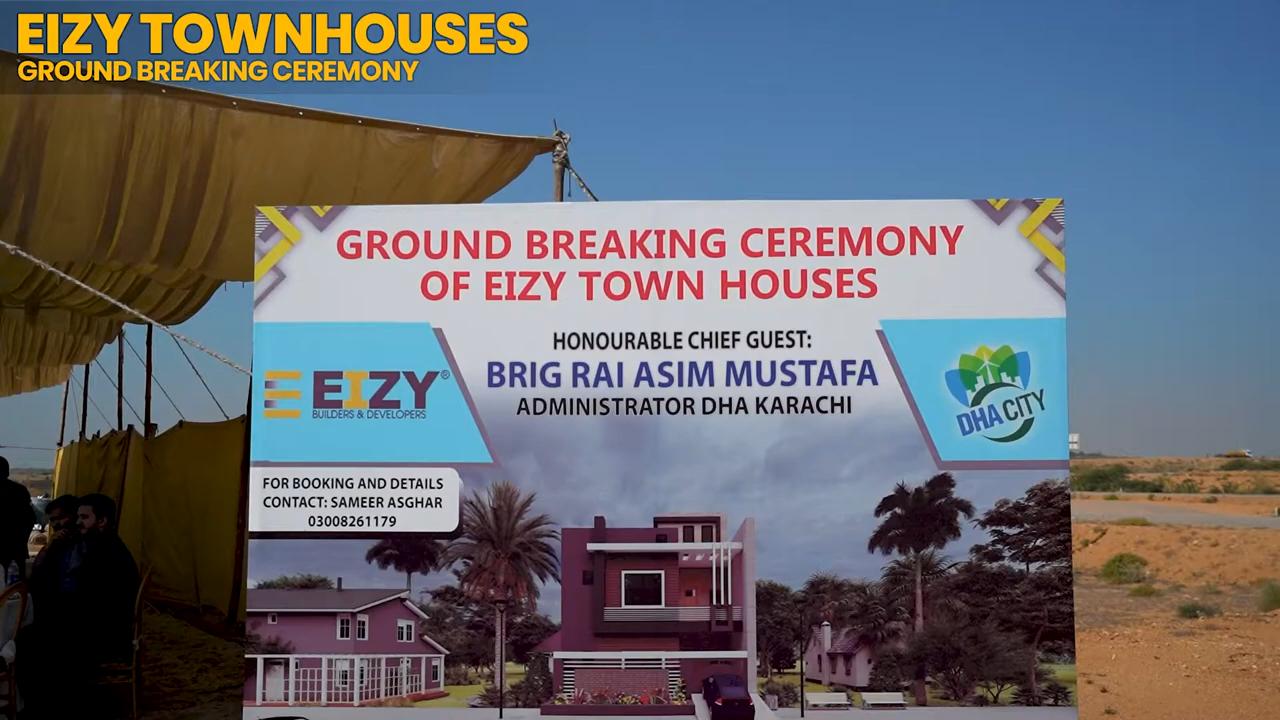 EIZY TOWNHOUSES
GROUND BREAKING CEREMONY
GROUND BREAKING CEREMONY
OF EIZY TOWN HOUSES
HONOURABLE CHIEF GUEST:
BRIG RAI ASIM MUSTAFA
ADMINISTRATOR DHA KARACHI
EIZY®
BUILDERS & DEVELOPERS
DHA CITY
FOR BOOKING AND DETAILS
CONTACT: SAMEER ASGHAR
03008261179